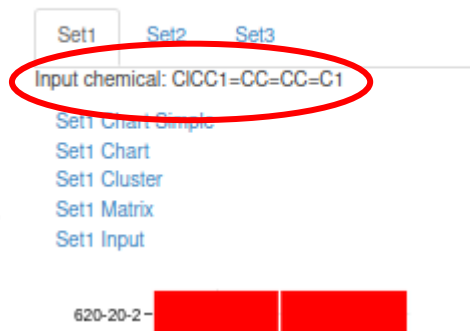 Set1 Set2 Set3
Input chemical: ClCC1=CC=CC=C1
Set1 Chart Simple
Set1 Chart
Set1 Cluster
Set1 Matrix
Set1 Input
620-20-2